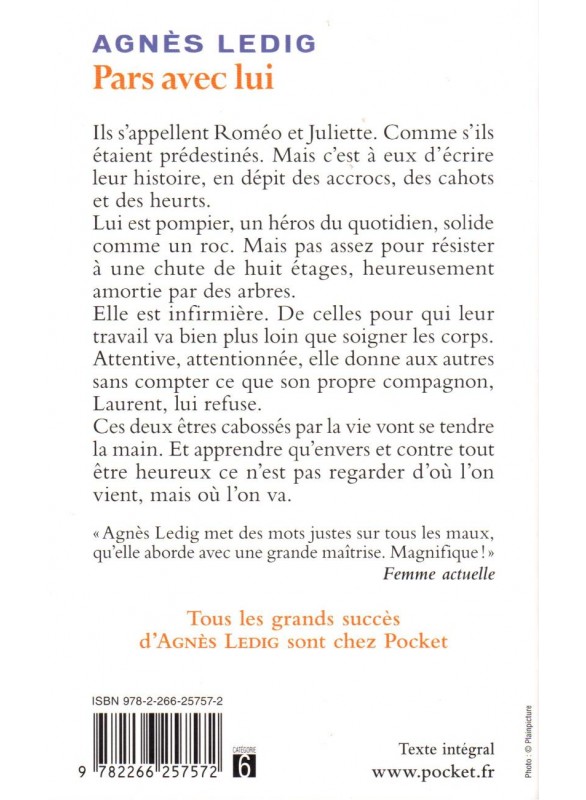 AGNÈS LEDIG
Pars avec lui
Ils s'appellent Roméo et Juliette. Comme s'ils
étaient prédestinés. Mais c'est à eux d'écrire
leur histoire, en dépit des accrocs, des cahots
et des heurts.
Lui est pompier, un héros du quotidien, solide
comme un roc. Mais pas assez pour résister
à une chute de huit étages, heureusement
amortie par des arbres.
Elle est infirmière. De celles pour qui leur
travail va bien plus loin que soigner les corps.
Attentive, attentionnée, elle donne aux autres
sans compter ce que son propre compagnon,
Laurent, lui refuse.
Ces deux êtres cabossés par la vie vont se tendre
la main. Et apprendre qu'envers et contre tout
être heureux ce n'est pas regarder d'où l'on
vient, mais où l'on va.
« Agnès Ledig met des mots justes sur tous les maux,
qu'elle aborde avec une grande maîtrise. Magnifique ! »
Femme actuelle
Tous les grands succès
d'AGNÈS LEDIG sont chez Pocket
ISBN 978-2-266-25757-2
9 782266 257572
CATÉGORIE
6
Texte intégral
www.pocket.fr
Photo : © Plainpicture